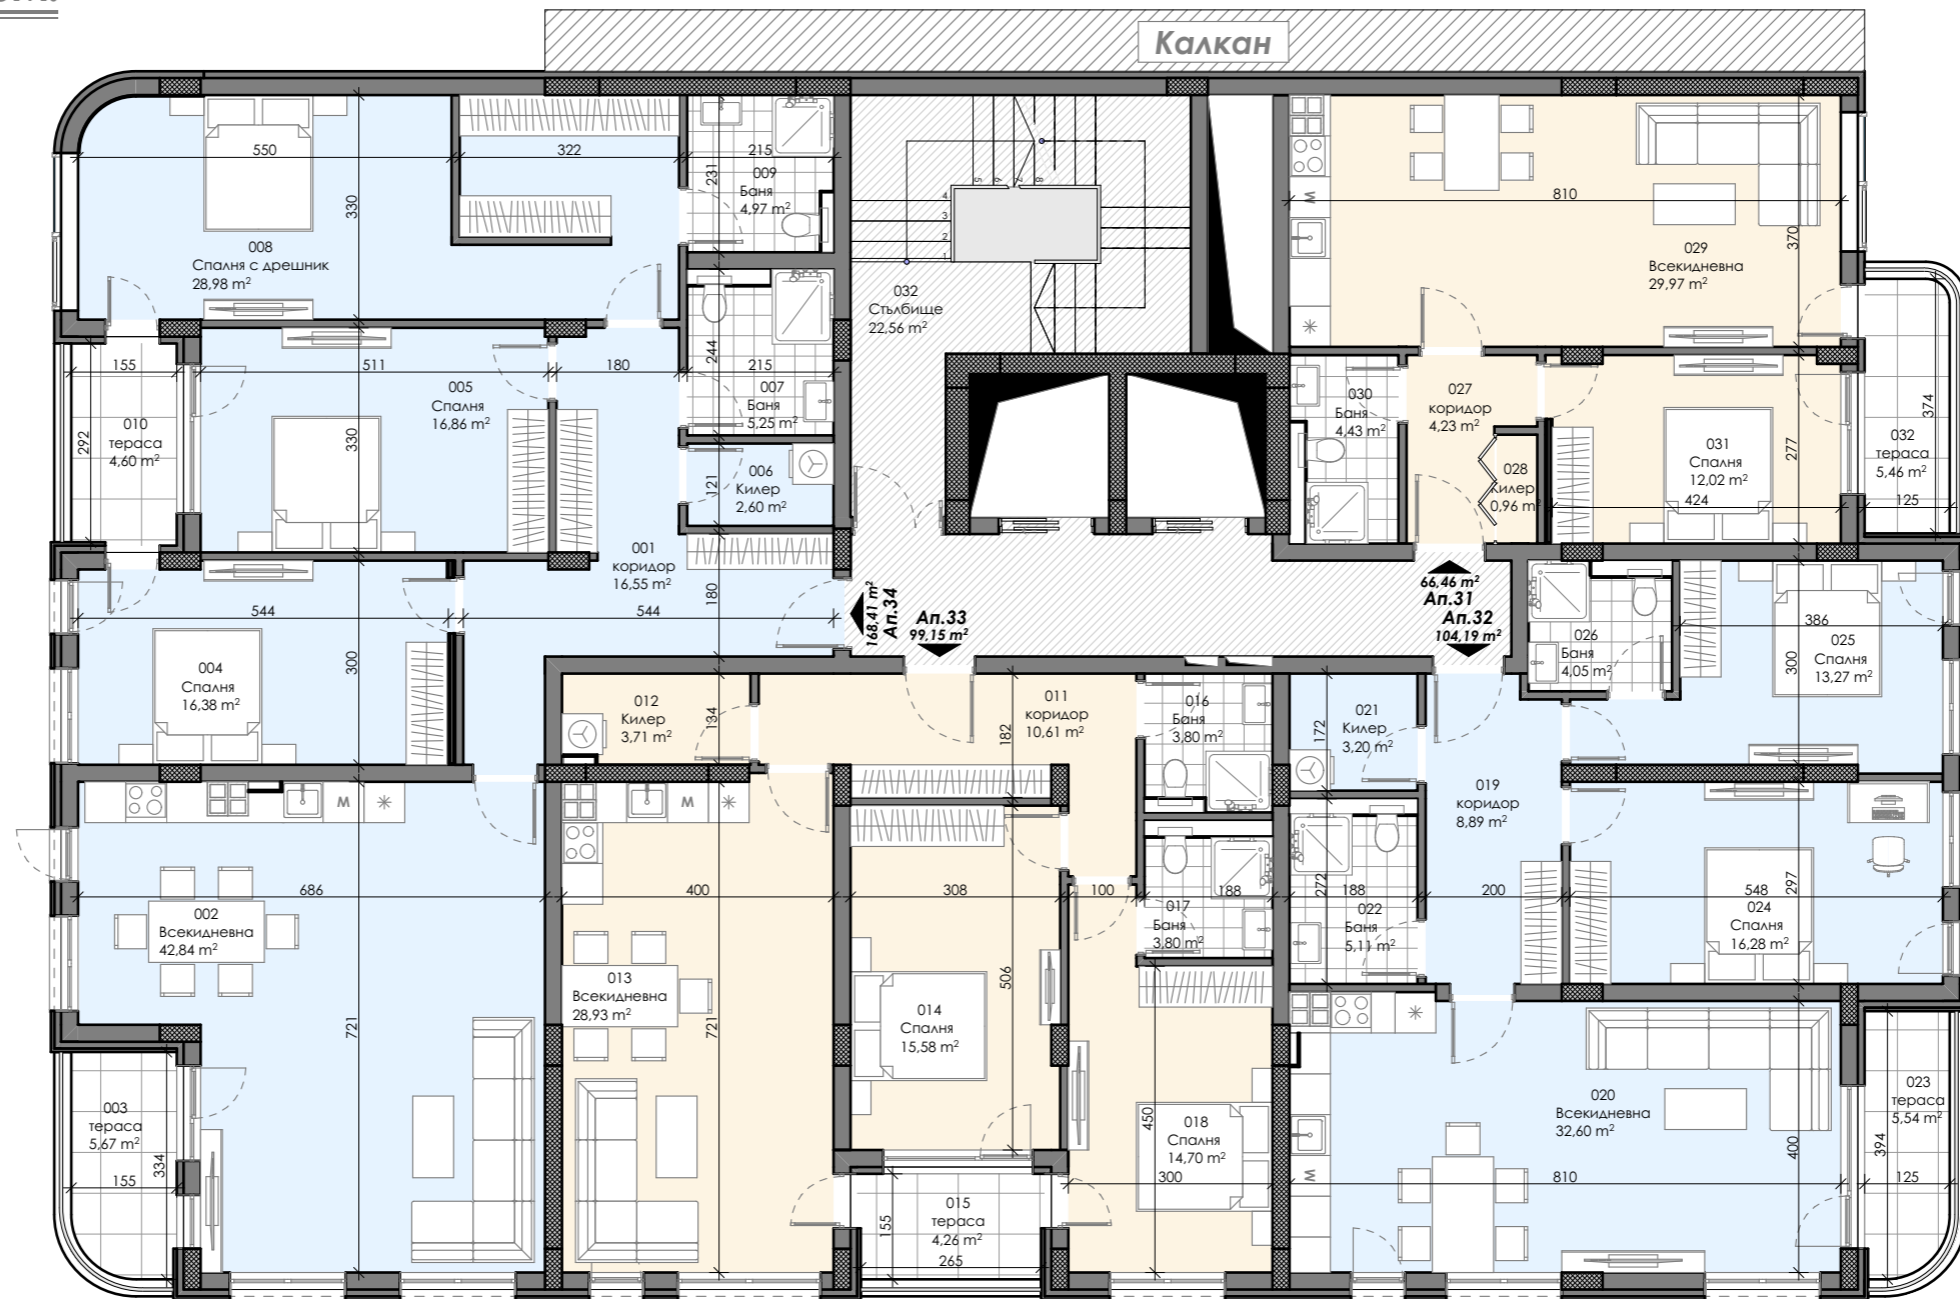 Калкан
550
322
215
231
330
009
Баня
4,97 m²
008
Спалня с дрешник
28,98 m²
4
3
2
1
5
6
7
8
032
Стълбище
22,56 m²
W
810
370
029
Всекидневна
29,97 m²
155
292
010
тераса
4,60 m²
511
330
005
Спалня
16,86 m²
180
244
215
007
Баня
5,25 m²
121
006
Килер
2,60 m²
001
коридор
16,55 m²
180
030
Баня
4,43 m²
027
коридор
4,23 m²
028
Килер
0,96 m²
031
Спалня
12,02 m²
424
277
374
032
тераса
5,46 m²
125
544
300
004
Спалня
16,38 m²
544
168,41 m²
Ап.34
Ап.33
99,15 m²
66,46 m²
Ап.31
Ап.32
104,19 m²
026
Баня
4,05 m²
386
300
025
Спалня
13,27 m²
012
Килер
3,71 m²
134
182
011
коридор
10,61 m²
016
Баня
3,80 m²
172
021
Килер
3,20 m²
019
коридор
8,89 m²
M
M
686
002
Всекидневна
42,84 m²
721
400
013
Всекидневна
28,93 m²
721
308
506
014
Спалня
15,58 m²
100
188
017
Баня
3,80 m²
188
272
022
Баня
5,11 m²
200
548
297
024
Спалня
16,28 m²
003
тераса
5,67 m²
334
155
155
015
тераса
4,26 m²
265
450
018
Спалня
14,70 m²
300
W
810
400
020
Всекидневна
32,60 m²
394
023
тераса
5,54 m²
125